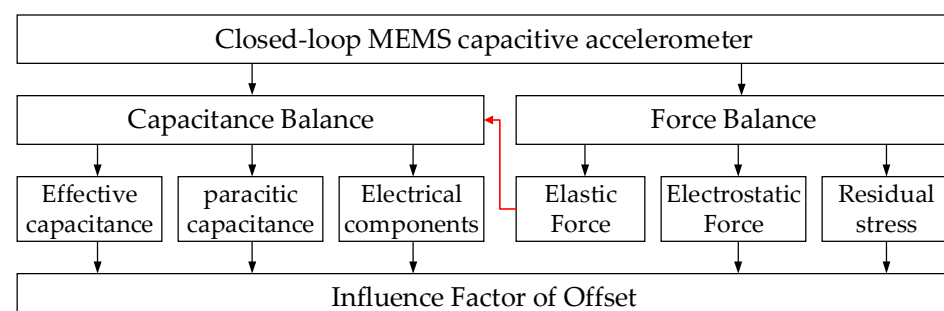 Closed-loop MEMS capacitive accelerometer
Capacitance Balance
Force Balance
Effective
capacitance
paracitic
capacitance
Electrical
components
Elastic
Force
Electrostatic
Force
Residual
stress
Influence Factor of Offset